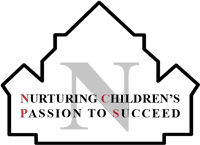 N
NURTURING CHILDREN'S
PASSION TO SUCCEED